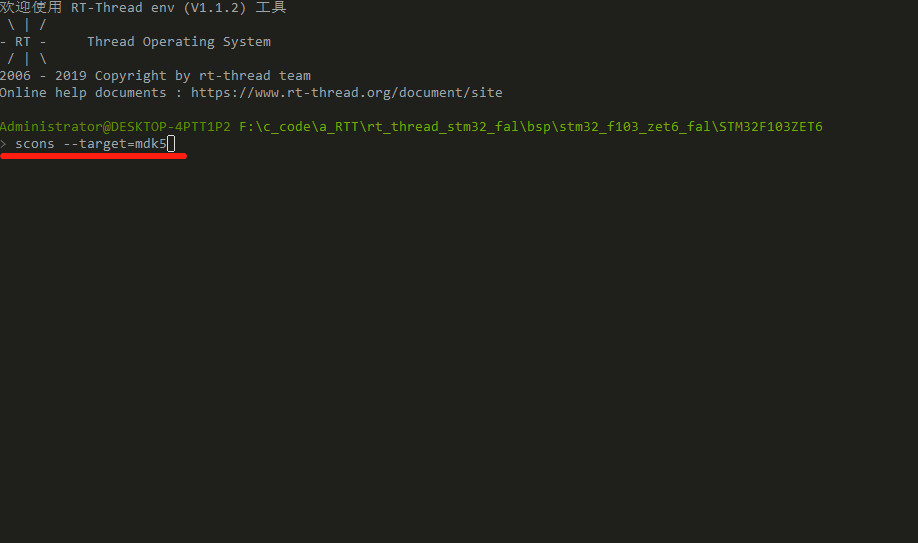 欢迎使用 RT-Thread env (V1.1.2) 工具
 \ | /
- RT -     Thread Operating System
 / | \
2006 - 2019 Copyright by rt-thread team
Online help documents : https://www.rt-thread.org/document/site
Administrator@DESKTOP-4PTT1P2 F:\c_code\a_RTT\rt_thread_stm32_fal\bsp\stm32_f103_zet6_fal\STM32F103ZET6
> scons --target=mdk5